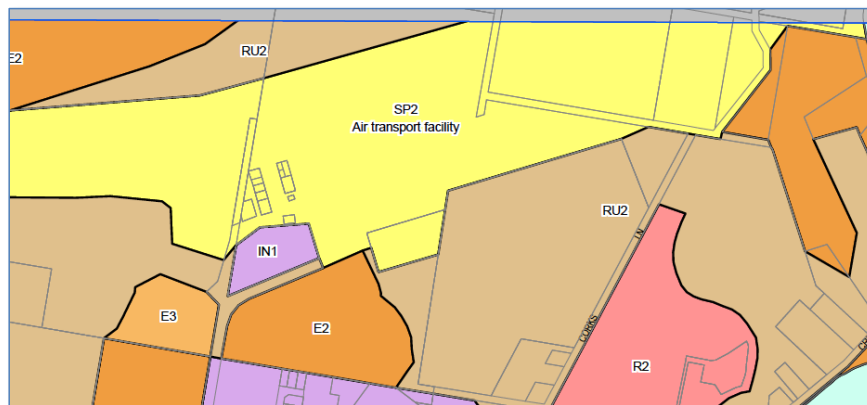 E2
RU2
SP2
Air transport facility
RU2
LN
IN1
E3
E2
CORKS
R2